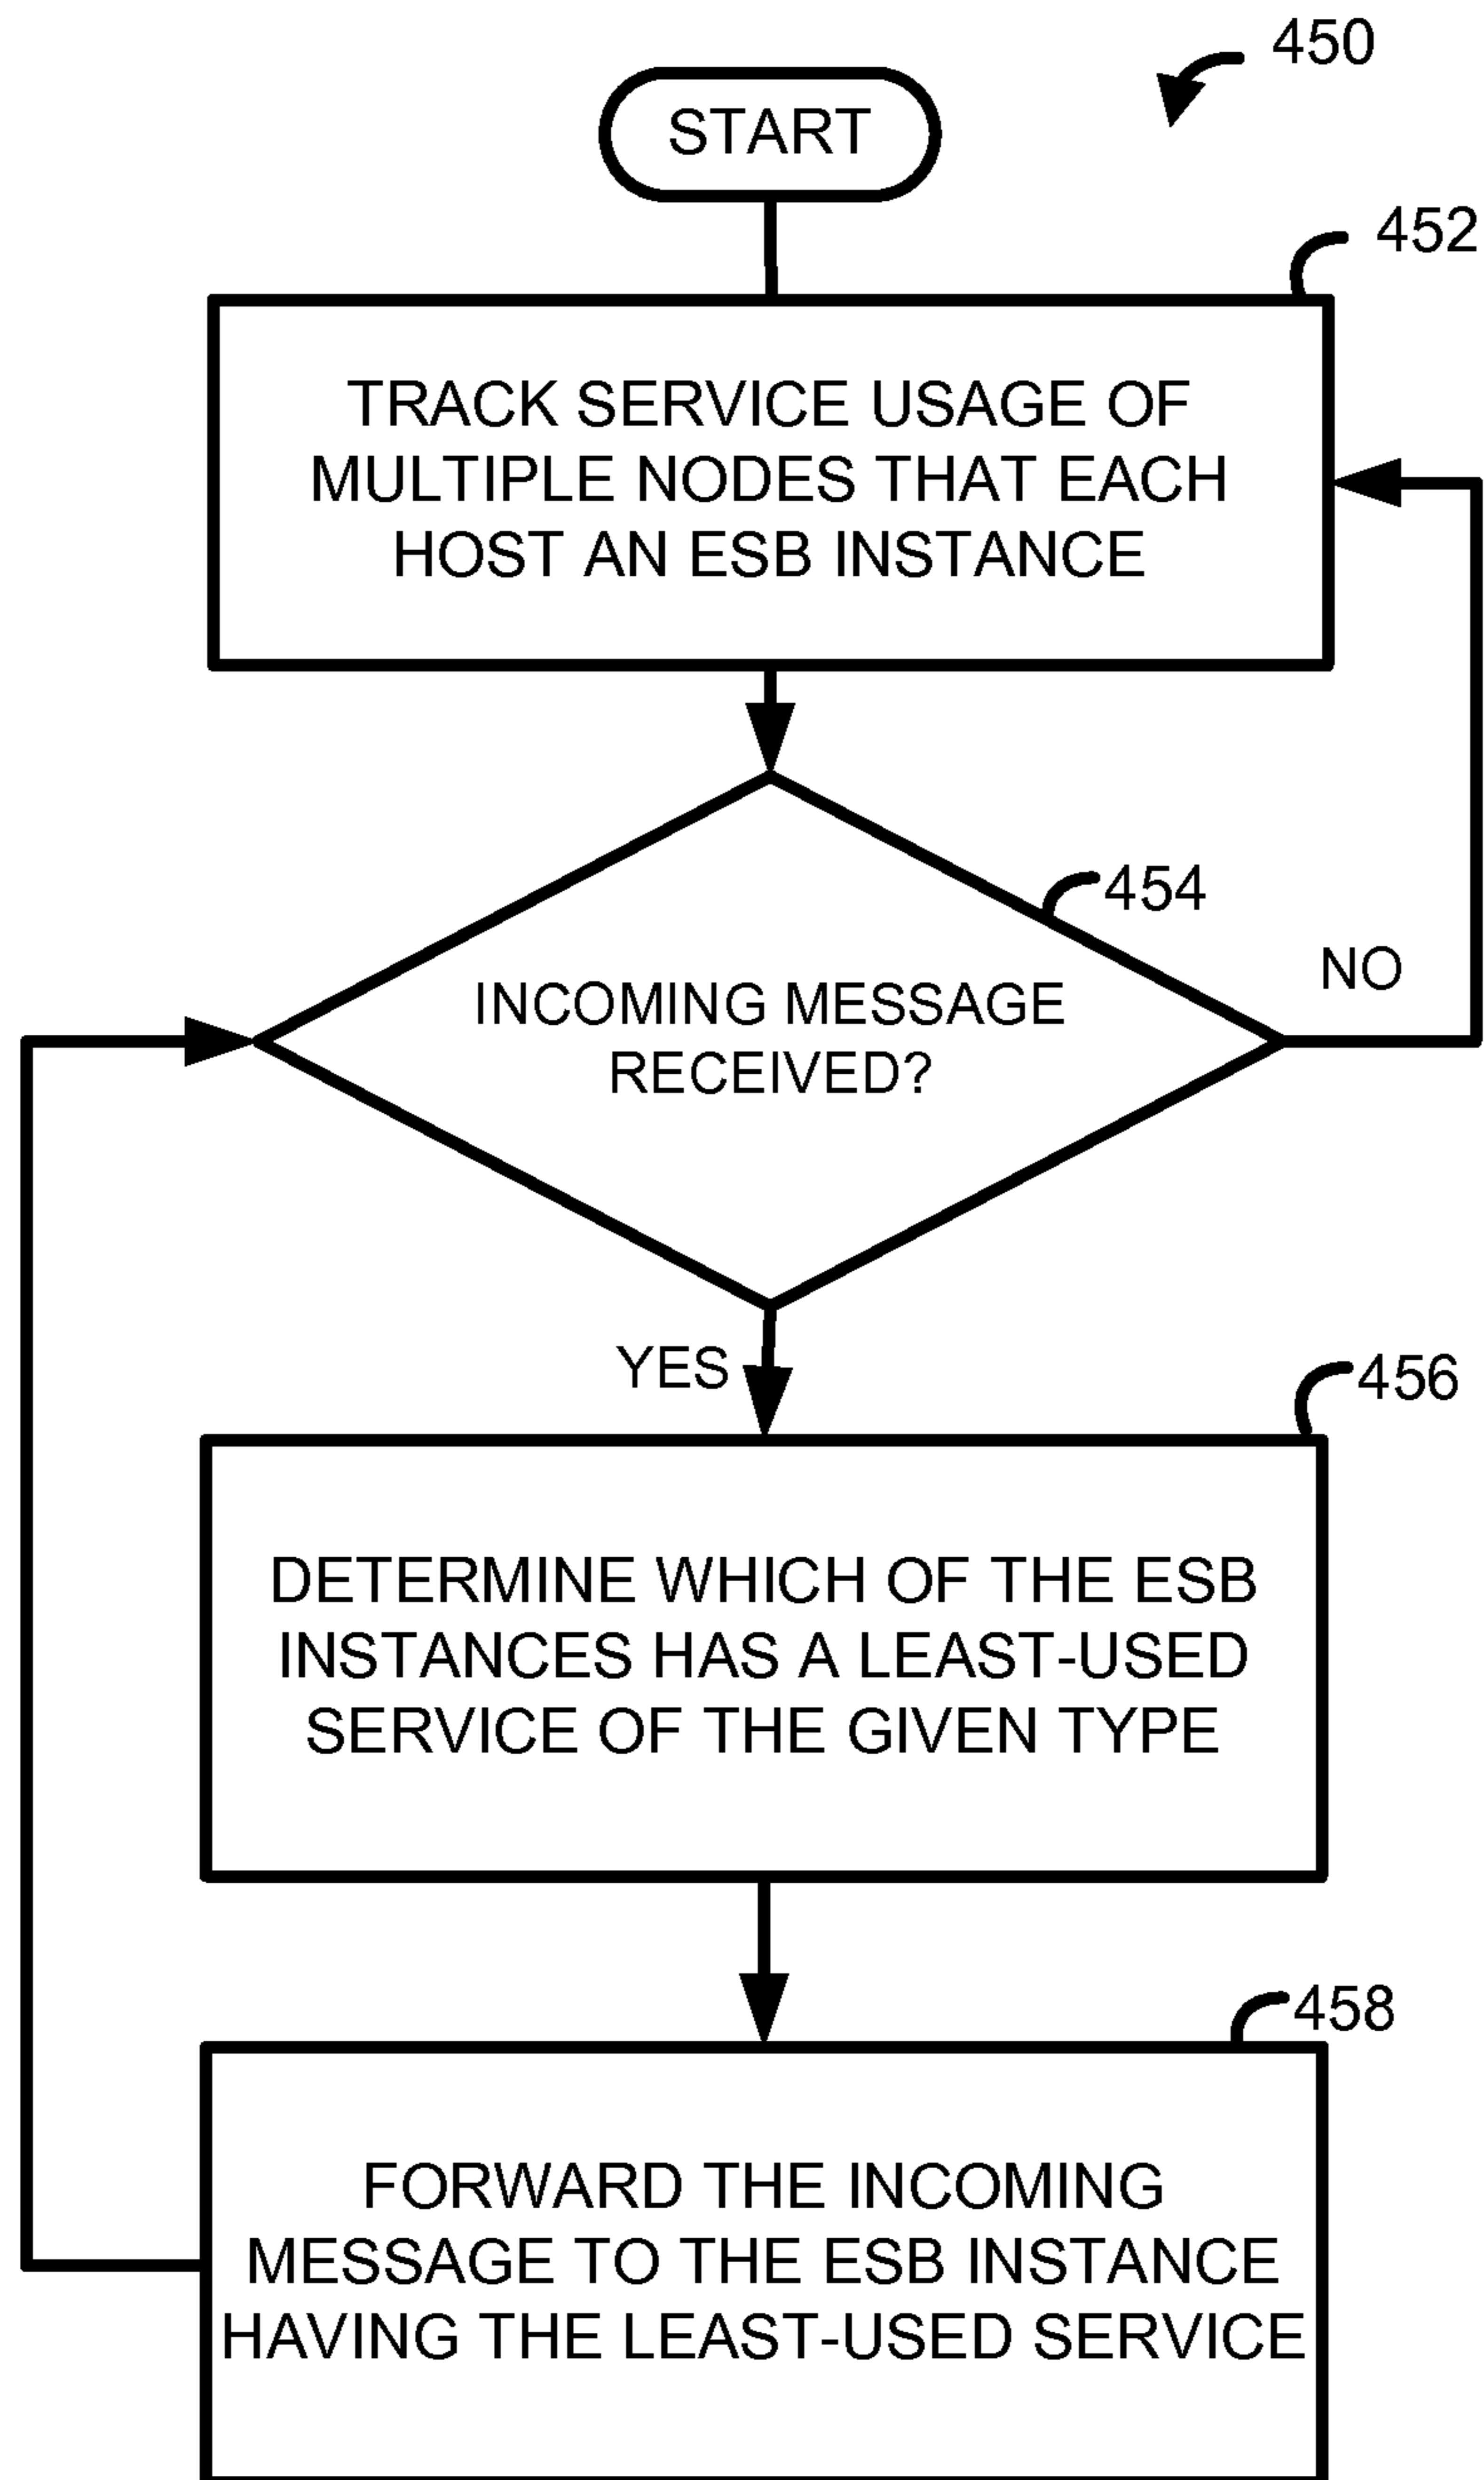 450
START
452
TRACK SERVICE USAGE OF
MULTIPLE NODES THAT EACH
HOST AN ESB INSTANCE
454
NO
INCOMING MESSAGE
RECEIVED?
YES
456
DETERMINE WHICH OF THE ESB
INSTANCES HAS A LEAST-USED
SERVICE OF THE GIVEN TYPE
458
FORWARD THE INCOMING
MESSAGE TO THE ESB INSTANCE
HAVING THE LEAST-USED SERVICE